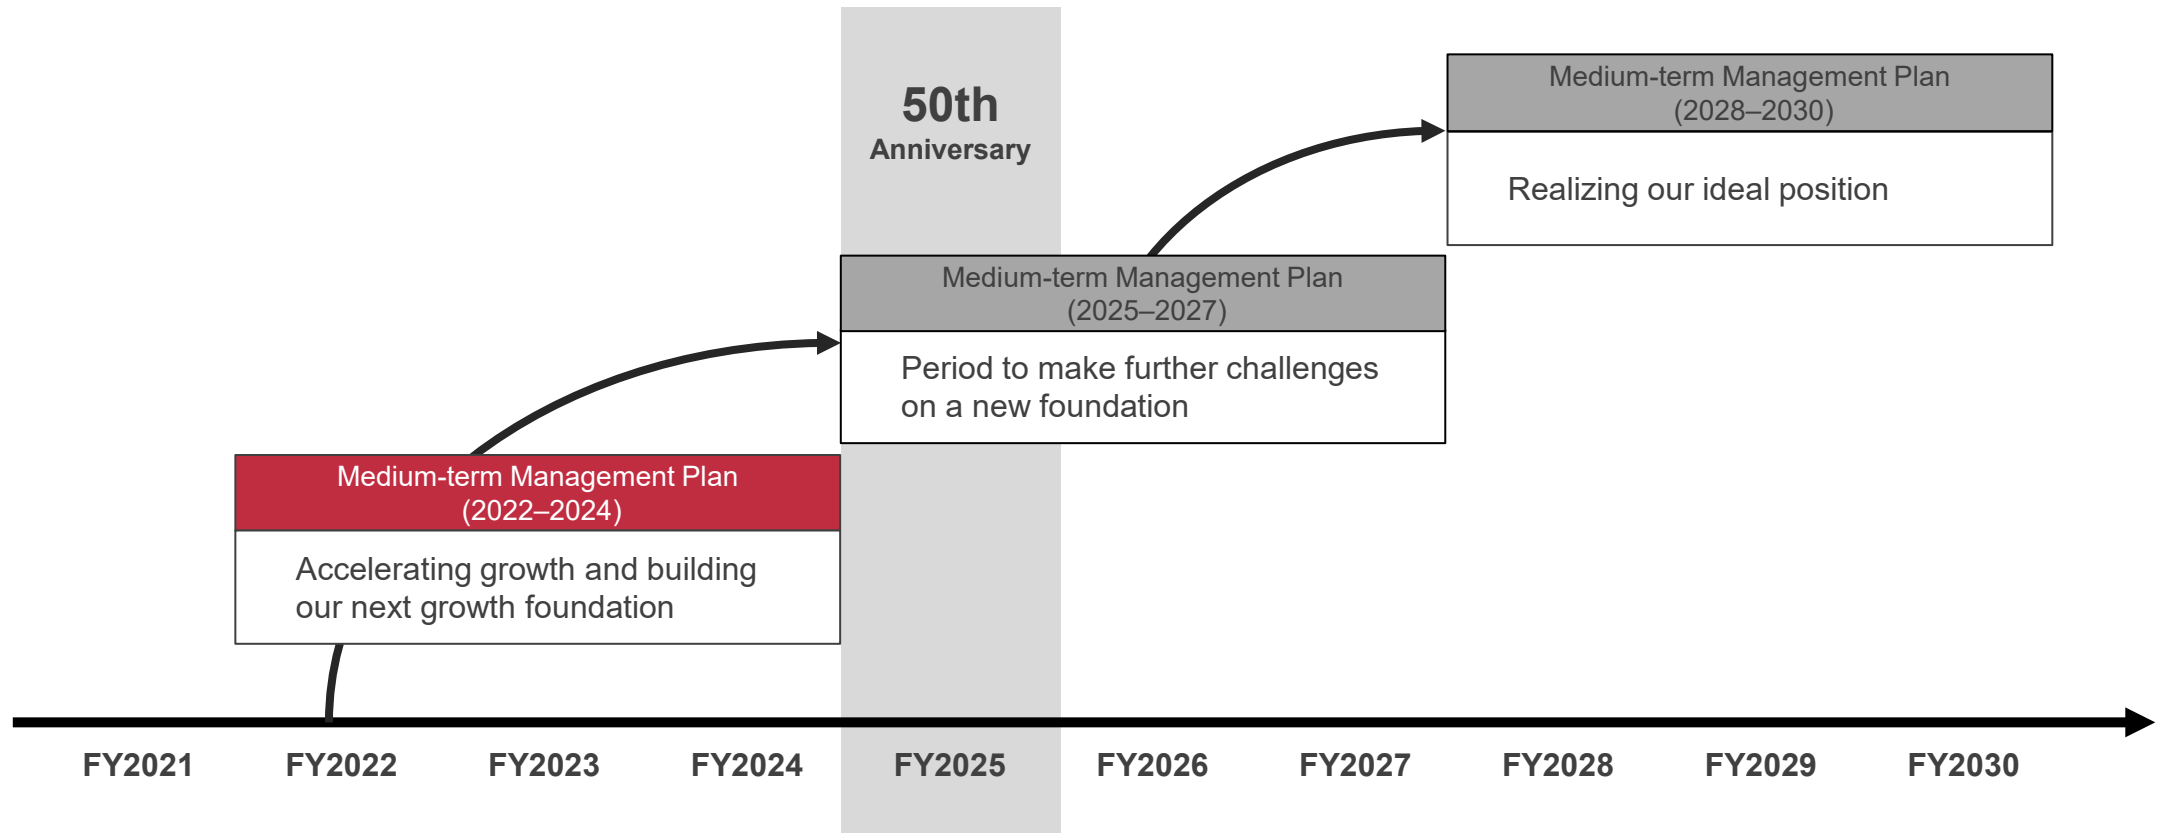 50th
Anniversary
Medium-term Management Plan
(2028–2030)
Realizing our ideal position
Medium-term Management Plan
(2025–2027)
Period to make further challenges
on a new foundation
Medium-term Management Plan
(2022–2024)
Accelerating growth and building
our next growth foundation
FY2021 FY2022 FY2023 FY2024 FY2025 FY2026 FY2027 FY2028 FY2029 FY2030